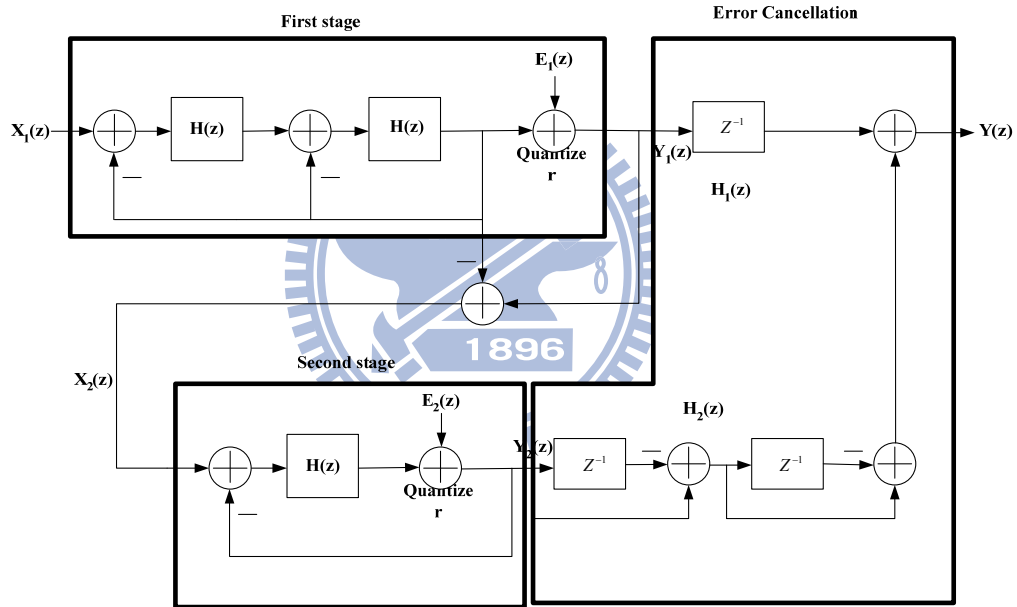 First stage
Error Cancellation
E1(z)
X1(z)
H(z)
H(z)
Quantize
r
Y1(z)
Z^-1
Y(z)
H1(z)
1896
Second stage
X2(z)
E2(z)
H2(z)
H(z)
Quantize
r
Y2(z)
Z^-1
Z^-1